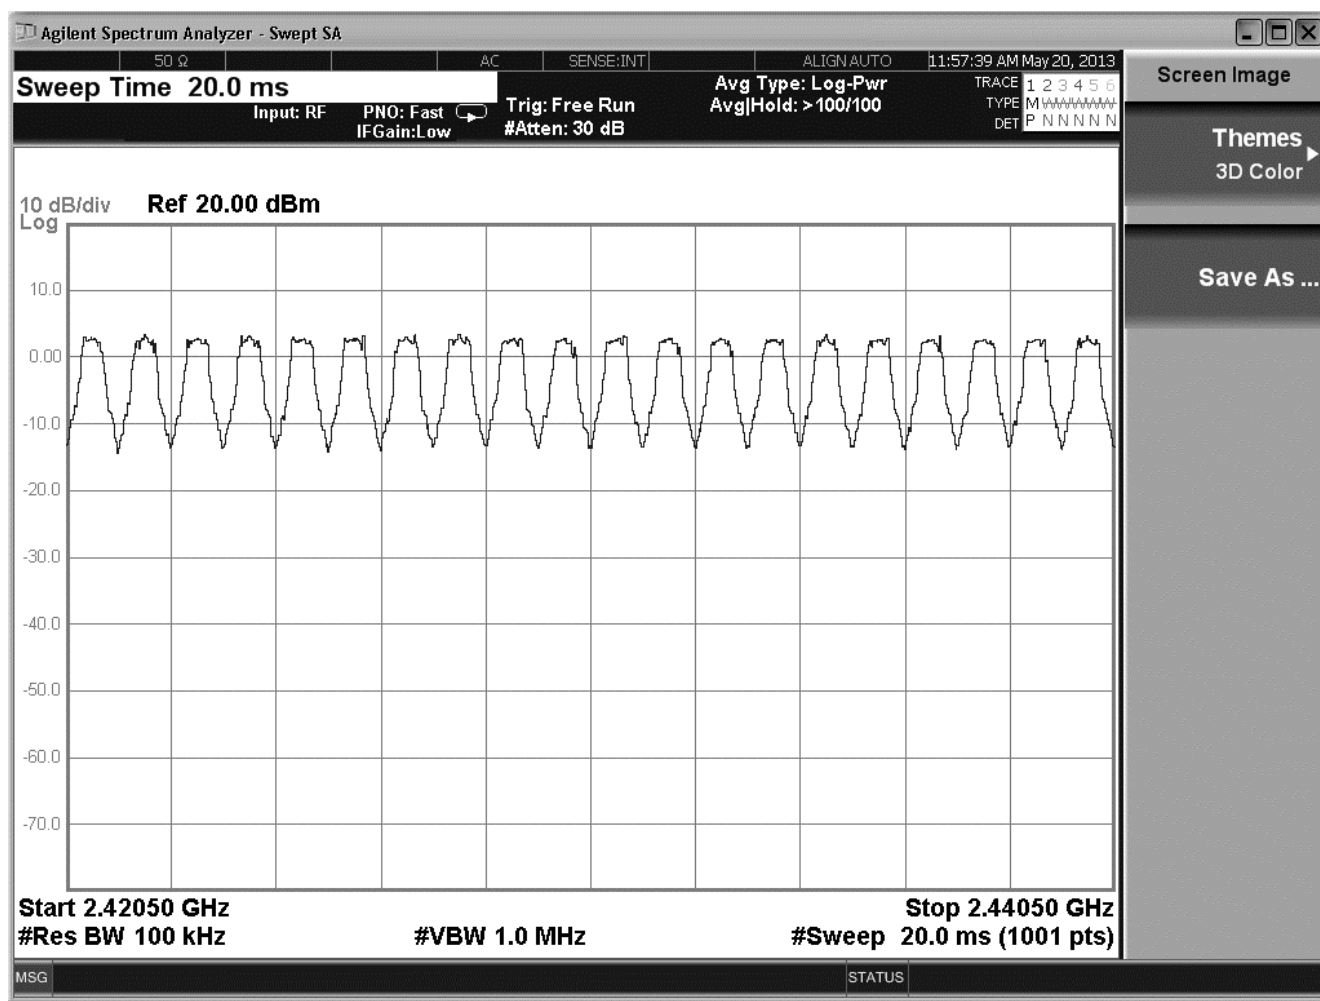 Agilent Spectrum Analyzer - Swept SA
50 Ω AC SENSE:INT ALIGN AUTO 11:57:39 AM May 20, 2013
Sweep Time 20.0 ms
Input: RF PNO: Fast IFGain:Low
Trig: Free Run
#Atten: 30 dB
Avg Type: Log-Pwr
Avg|Hold: >100/100
TRACE 1 2 3 4 5 6
TYPE M
DET P N N N N N
Screen Image
Themes
3D Color
Save As ...
10 dB/div Ref 20.00 dBm
Log
10.0
0.00
-10.0
-20.0
-30.0
-40.0
-50.0
-60.0
-70.0
Start 2.42050 GHz Stop 2.44050 GHz
#Res BW 100 kHz #VBW 1.0 MHz #Sweep 20.0 ms (1001 pts)
MSG STATUS